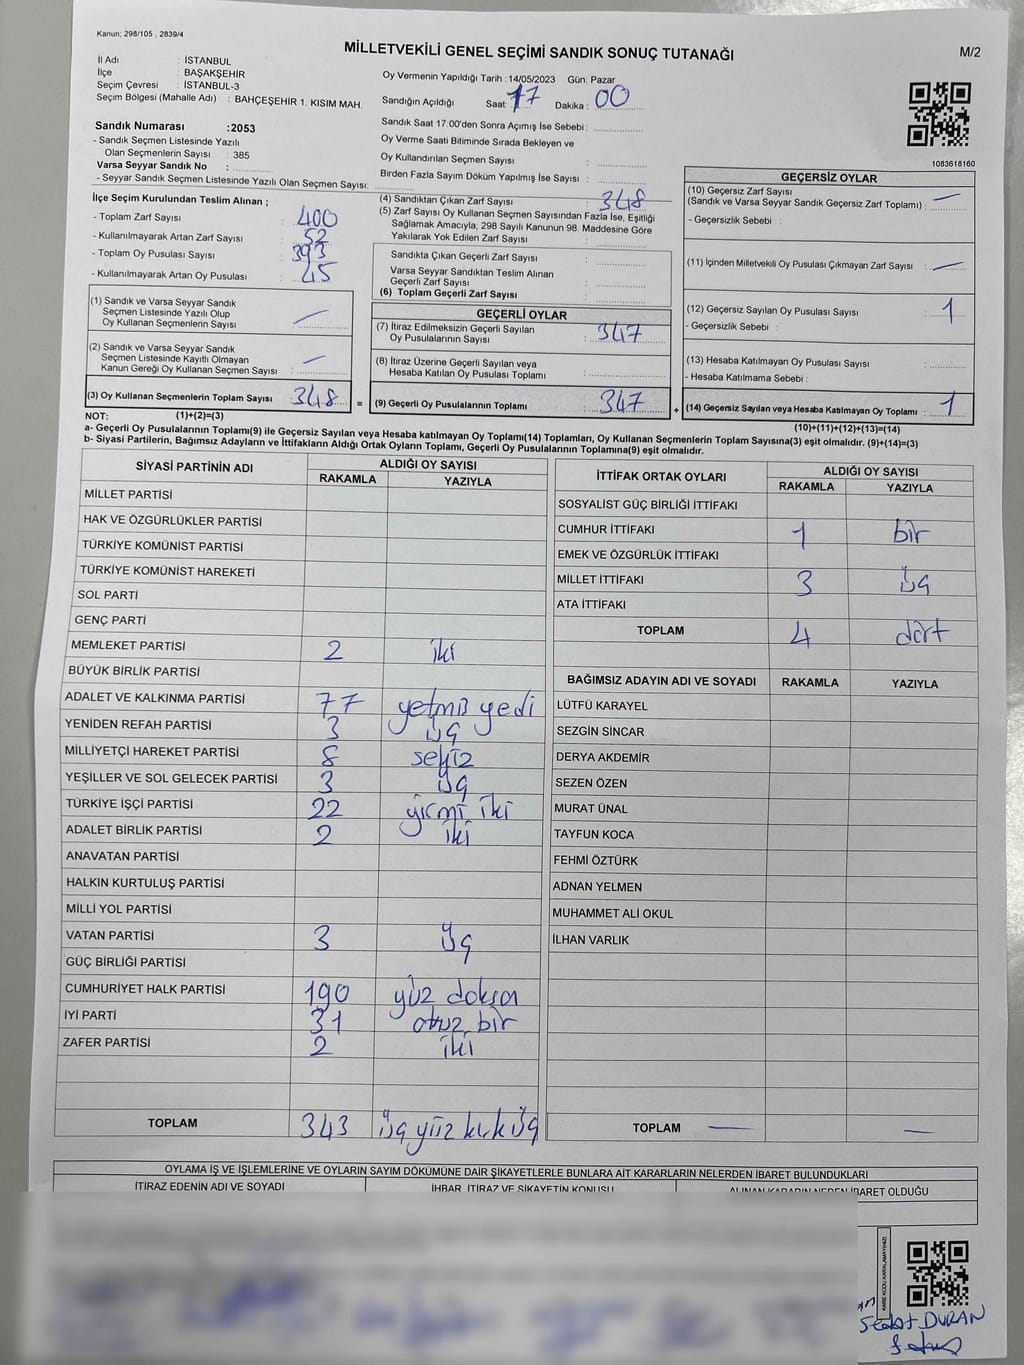 Kanun; 298/105 , 2839/4
MİLLETVEKİLİ GENEL SEÇİMİ SANDIK SONUÇ TUTANAĞI
M/2
İl Adı : İSTANBUL
İlçe : BAŞAKŞEHİR
Seçim Çevresi : İSTANBUL-3
Seçim Bölgesi (Mahalle Adı) : BAHÇEŞEHİR 1. KISIM MAH.
Sandık Numarası :2053
- Sandık Seçmen Listesinde Yazılı
Olan Seçmenlerin Sayısı : 385
Varsa Seyyar Sandık No :
- Seyyar Sandık Seçmen Listesinde Yazılı Olan Seçmen Sayısı:
Oy Vermenin Yapıldığı Tarih :14/05/2023 Gün: Pazar
Sandığın Açıldığı Saat: 17 Dakika : 00
Sandık Saat 17:00'den Sonra Açımış İse Sebebi :
Oy Verme Saati Bitiminde Sırada Bekleyen ve
Oy Kullandırılan Seçmen Sayısı :
Birden Fazla Sayım Döküm Yapılmış İse Sayısı :
1083618160
İlçe Seçim Kurulundan Teslim Alınan ;
- Toplam Zarf Sayısı : 400
- Kullanılmayarak Artan Zarf Sayısı : 52
- Toplam Oy Pusulası Sayısı : 393
- Kullanılmayarak Artan Oy Pusulası : 45
(4) Sandıktan Çıkan Zarf Sayısı : 348
(5) Zarf Sayısı Oy Kullanan Seçmen Sayısından Fazla İse, Eşitliği
Sağlamak Amacıyla, 298 Sayılı Kanunun 98. Maddesine Göre
Yakılarak Yok Edilen Zarf Sayısı :
Sandıkta Çıkan Geçerli Zarf Sayısı :
Varsa Seyyar Sandıktan Teslim Alınan
Geçerli Zarf Sayısı :
(6) Toplam Geçerli Zarf Sayısı :
GEÇERSİZ OYLAR
(10) Geçersiz Zarf Sayısı
(Sandık ve Varsa Seyyar Sandık Geçersiz Zarf Toplamı) : —
- Geçersizlik Sebebi :
(11) İçinden Milletvekili Oy Pusulası Çıkmayan Zarf Sayısı : —
(12) Geçersiz Sayılan Oy Pusulası Sayısı : 1
- Geçersizlik Sebebi :
(13) Hesaba Katılmayan Oy Pusulası Sayısı :
- Hesaba Katılmama Sebebi :
(14) Geçersiz Sayılan veya Hesaba Katılmayan Oy Toplamı : 1
(10)+(11)+(12)+(13)=(14)
(1) Sandık ve Varsa Seyyar Sandık
Seçmen Listesinde Yazılı Olup
Oy Kullanan Seçmenlerin Sayısı : —
(2) Sandık ve Varsa Seyyar Sandık
Seçmen Listesinde Kayıtlı Olmayan
Kanun Gereği Oy Kullanan Seçmen Sayısı : —
(3) Oy Kullanan Seçmenlerin Toplam Sayısı : 348 =
GEÇERLİ OYLAR
(7) İtiraz Edilmeksizin Geçerli Sayılan
Oy Pusulalarının Sayısı : 347
(8) İtiraz Üzerine Geçerli Sayılan veya
Hesaba Katılan Oy Pusulası Toplamı :
(9) Geçerli Oy Pusulalarının Toplamı : 347 +
NOT: (1)+(2)=(3)
a- Geçerli Oy Pusulalarının Toplamı(9) ile Geçersiz Sayılan veya Hesaba katılmayan Oy Toplamı(14) Toplamları, Oy Kullanan Seçmenlerin Toplam Sayısına(3) eşit olmalıdır. (9)+(14)=(3)
b- Siyasi Partilerin, Bağımsız Adayların ve İttifakların Aldığı Ortak Oyların Toplamı, Geçerli Oy Pusulalarının Toplamına(9) eşit olmalıdır.
SİYASİ PARTİNİN ADI ALDIĞI OY SAYISI
RAKAMLA YAZIYLA
MİLLET PARTİSİ
HAK VE ÖZGÜRLÜKLER PARTİSİ
TÜRKİYE KOMÜNİST PARTİSİ
TÜRKİYE KOMÜNİST HAREKETİ
SOL PARTİ
GENÇ PARTİ
MEMLEKET PARTİSİ 2 iki
BÜYÜK BİRLİK PARTİSİ
ADALET VE KALKINMA PARTİSİ 77 yetmiş yedi
YENİDEN REFAH PARTİSİ 3 üç
MİLLİYETÇİ HAREKET PARTİSİ 8 sekiz
YEŞİLLER VE SOL GELECEK PARTİSİ 3 üç
TÜRKİYE İŞÇİ PARTİSİ 22 yirmi iki
ADALET BİRLİK PARTİSİ 2 iki
ANAVATAN PARTİSİ
HALKIN KURTULUŞ PARTİSİ
MİLLİ YOL PARTİSİ
VATAN PARTİSİ 3 üç
GÜÇ BİRLİĞİ PARTİSİ
CUMHURİYET HALK PARTİSİ 190 yüz doksan
İYİ PARTİ 31 otuz bir
ZAFER PARTİSİ 2 iki
TOPLAM 343 üç yüz kırk üç
İTTİFAK ORTAK OYLARI ALDIĞI OY SAYISI
RAKAMLA YAZIYLA
SOSYALİST GÜÇ BİRLİĞİ İTTİFAKI
CUMHUR İTTİFAKI 1 bir
EMEK VE ÖZGÜRLÜK İTTİFAKI
MİLLET İTTİFAKI 3 üç
ATA İTTİFAKI
TOPLAM 4 dört
BAĞIMSIZ ADAYIN ADI VE SOYADI RAKAMLA YAZIYLA
LÜTFÜ KARAYEL
SEZGİN SİNCAR
DERYA AKDEMİR
SEZEN ÖZEN
MURAT ÜNAL
TAYFUN KOCA
FEHMİ ÖZTÜRK
ADNAN YELMEN
MUHAMMET ALİ OKUL
İLHAN VARLIK
TOPLAM — —
OYLAMA İŞ VE İŞLEMLERİNE VE OYLARIN SAYIM DÖKÜMÜNE DAİR ŞİKAYETLERLE BUNLARA AİT KARARLARIN NELERDEN İBARET BULUNDUKLARI
İTİRAZ EDENİN ADI VE SOYADI İHBAR, İTİRAZ VE ŞİKAYETİN KONUSU ALINAN KARARIN NEDEN İBARET OLDUĞU
KARE KODU KARALAMAYINIZ!
Sedat DURAN